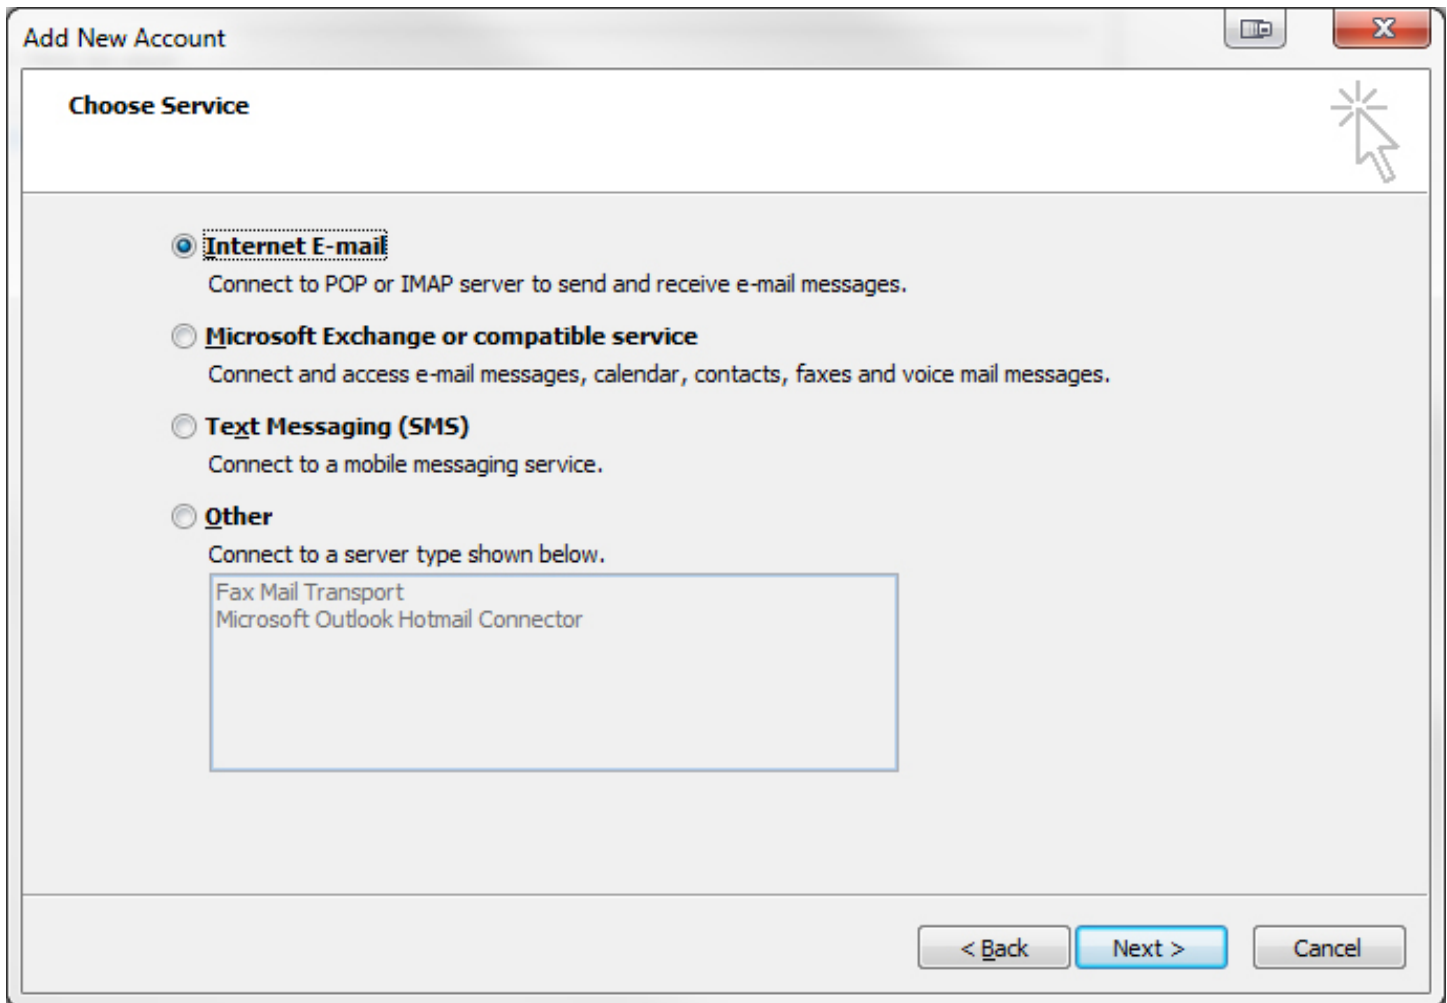 Add New Account
Choose Service
Internet E-mail
Connect to POP or IMAP server to send and receive e-mail messages.
Microsoft Exchange or compatible service
Connect and access e-mail messages, calendar, contacts, faxes and voice mail messages.
Text Messaging (SMS)
Connect to a mobile messaging service.
Other
Connect to a server type shown below.
Fax Mail Transport
Microsoft Outlook Hotmail Connector
< Back Next > Cancel